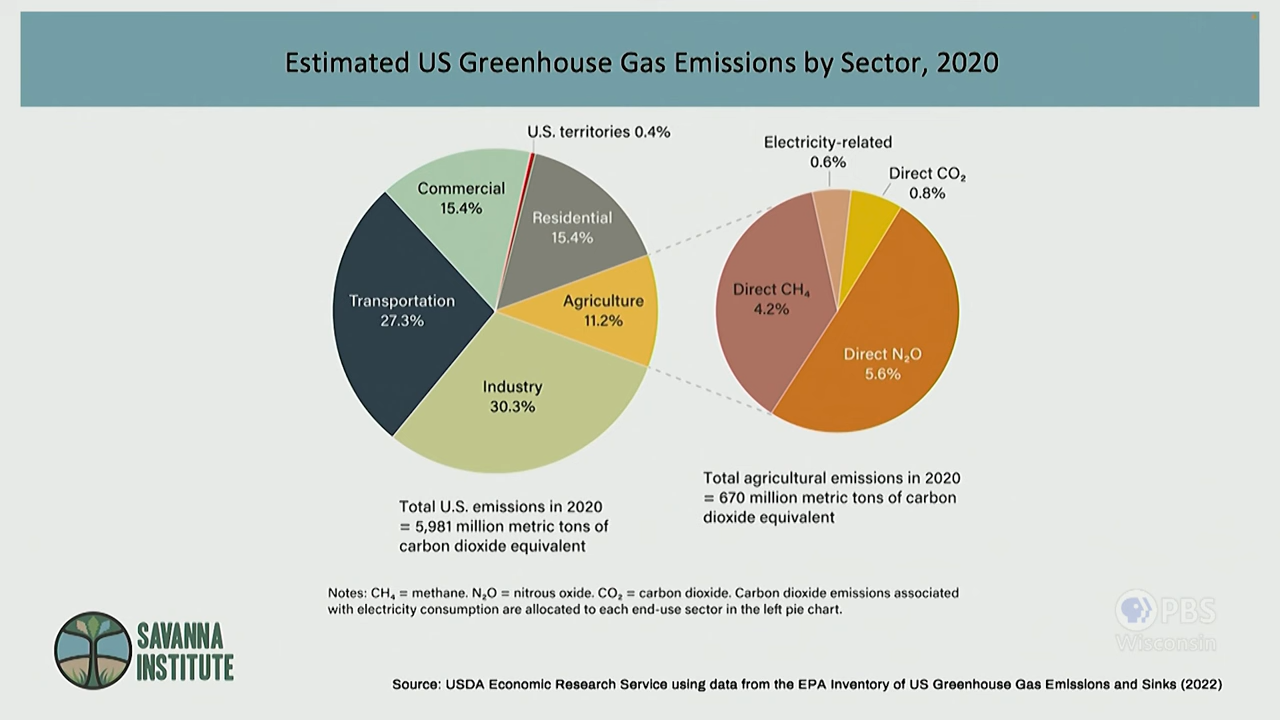 Estimated US Greenhouse Gas Emissions by Sector, 2020
U.S. territories 0.4%
Commercial
15.4%
Residential
15.4%
Transportation
27.3%
Agriculture
11.2%
Industry
30.3%
Electricity-related
0.6%
Direct CO₂
0.8%
Direct CH₄
4.2%
Direct N₂O
5.6%
Total U.S. emissions in 2020
= 5,981 million metric tons of
carbon dioxide equivalent
Total agricultural emissions in 2020
= 670 million metric tons of carbon
dioxide equivalent
Notes: CH₄ = methane. N₂O = nitrous oxide. CO₂ = carbon dioxide. Carbon dioxide emissions associated
with electricity consumption are allocated to each end-use sector in the left pie chart.
SAVANNA
INSTITUTE
PBS
Wisconsin
Source: USDA Economic Research Service using data from the EPA Inventory of US Greenhouse Gas Emissions and Sinks (2022)